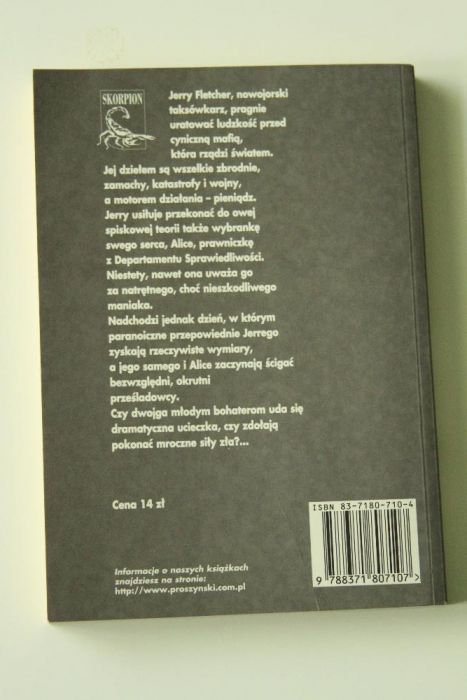 SKORPION
Jerry Fletcher, nowojorski
taksówkarz, pragnie
uratować ludzkość przed
cyniczną mafią,
która rządzi światem.
Jej dziełem są wszelkie zbrodnie,
zamachy, katastrofy i wojny,
a motorem działania – pieniądz.
Jerry usiłuje przekonać do owej
spiskowej teorii także wybrankę
swego serca, Alice, prawniczkę
z Departamentu Sprawiedliwości.
Niestety, nawet ona uważa go
za natrętnego, choć nieszkodliwego
maniaka.
Nadchodzi jednak dzień, w którym
paranoiczne przepowiednie Jerrego
zyskają rzeczywiste wymiary,
a jego samego i Alice zaczynają ścigać
bezwzględni, okrutni
prześladowcy.
Czy dwojga młodym bohaterom uda się
dramatyczna ucieczka, czy zdołają
pokonać mroczne siły zła?...
Cena 14 zł
Informacje o naszych książkach
znajdziesz na stronie:
http://www.proszynski.com.pl
ISBN 83-7180-710-4
9 788371 807107 >